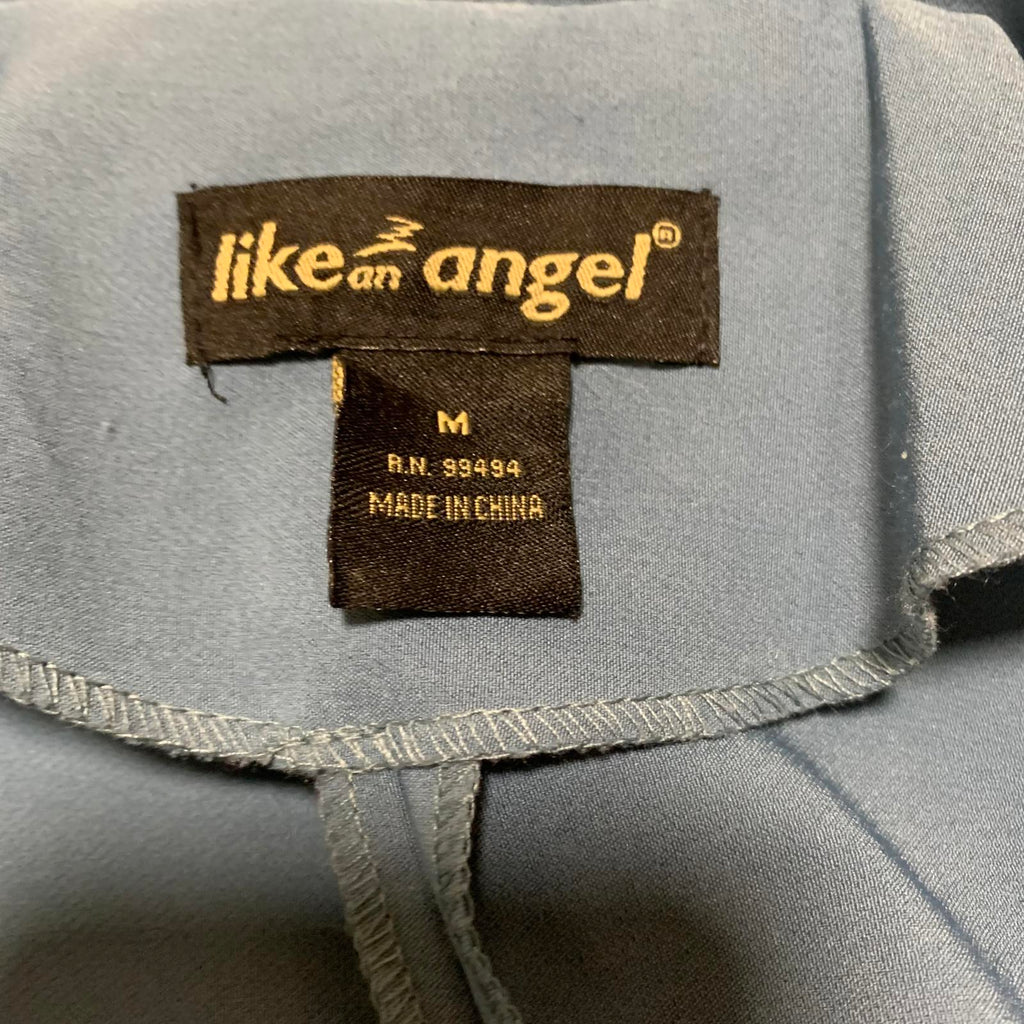 like an angel®
M
R.N. 99494
MADE IN CHINA